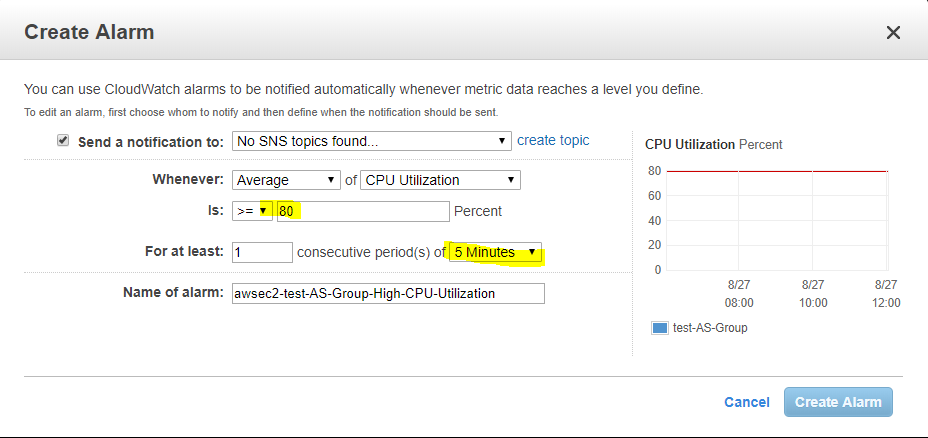 Create Alarm
You can use CloudWatch alarms to be notified automatically whenever metric data reaches a level you define.
To edit an alarm, first choose whom to notify and then define when the notification should be sent.
Send a notification to: No SNS topics found... create topic
Whenever: Average of CPU Utilization
Is: >= 80 Percent
For at least: 1 consecutive period(s) of 5 Minutes
Name of alarm: awsec2-test-AS-Group-High-CPU-Utilization
CPU Utilization Percent
80
60
40
20
0
8/27 8/27 8/27
08:00 10:00 12:00
test-AS-Group
Cancel Create Alarm